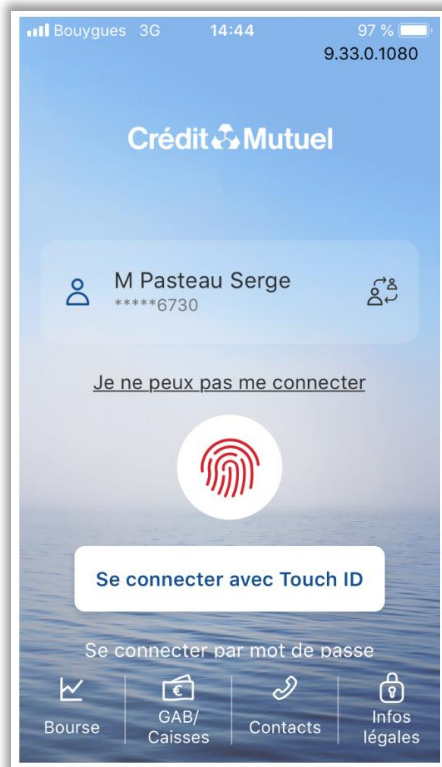 Bouygues 3G 14:44 97 %
9.33.0.1080
Crédit Mutuel
M Pasteau Serge
*****6730
Je ne peux pas me connecter
Se connecter avec Touch ID
Se connecter par mot de passe
Bourse
GAB/
Caisses
Contacts
Infos
légales